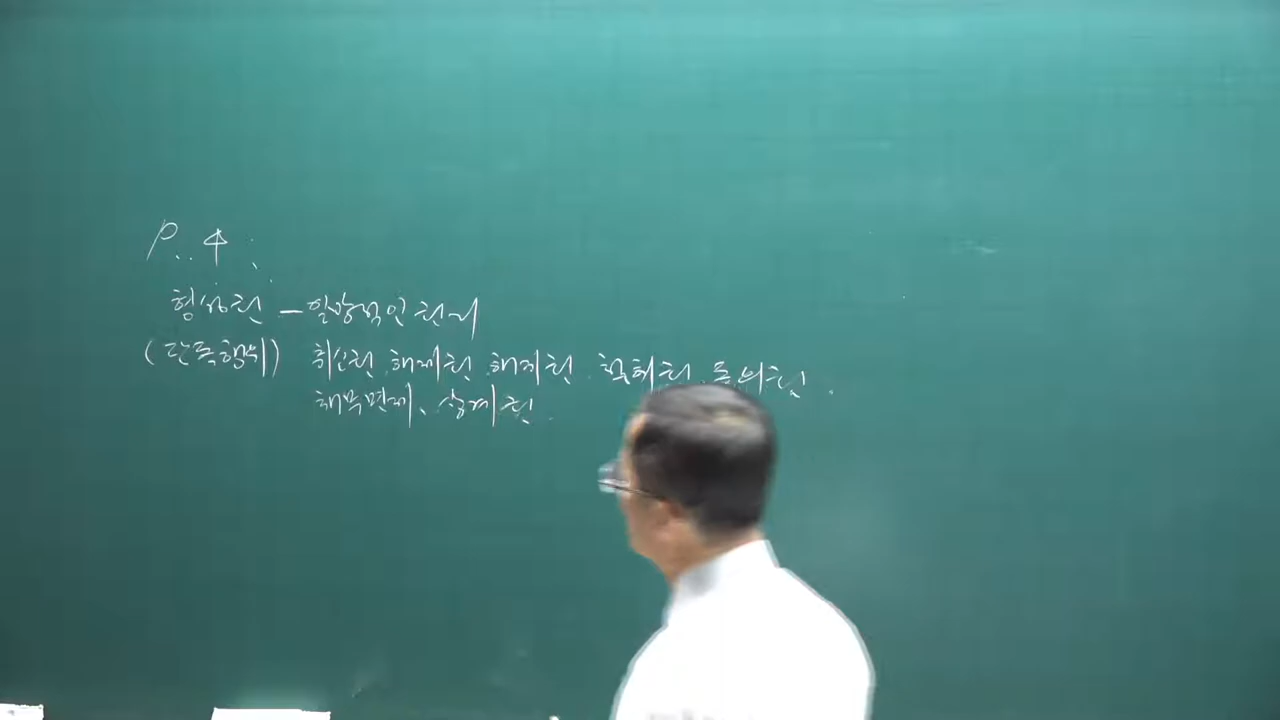 P. 4.
형성권 - 일방적인 권리
(단독행위) 취소권. 해제권. 해지권. 철회권. 동의권.
채무면제. 상계권.